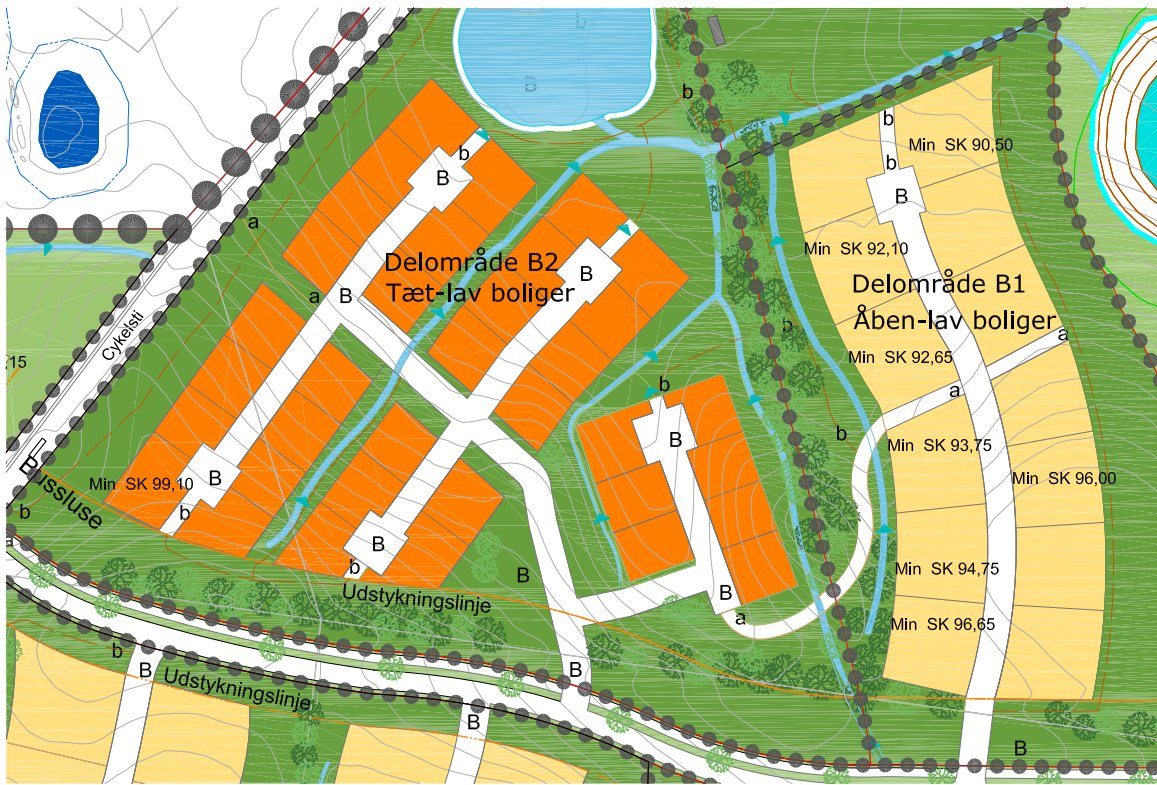 b
b
b
b
b
b
Min SK 90,50
B
B
a
Min SK 92,10
Delområde B2
Tæt-lav boliger
B
a
B
Delområde B1
Åben-lav boliger
b
Cykelsti
,15
Min SK 92,65
a
b
a
b
B
Min SK 93,75
Min SK 99,10
B
Min SK 96,00
Bussluse
b
b
a
B
b
B
Min SK 94,75
Udstykningslinje
B
a
Min SK 96,65
b
B
Udstykningslinje
B
B
B